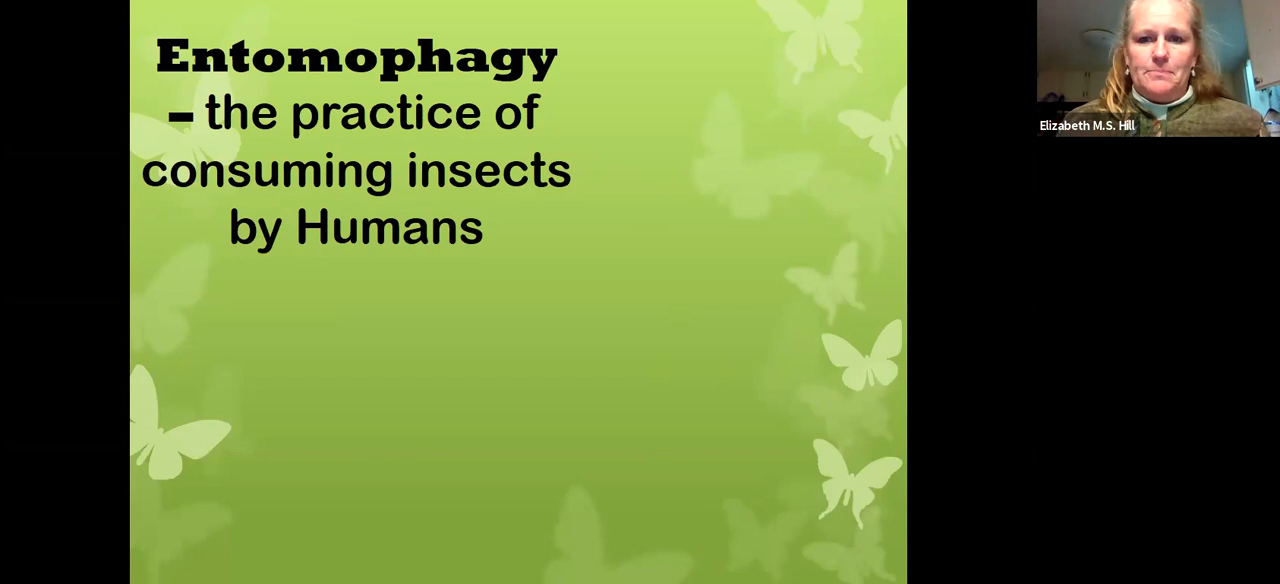 Entomophagy
– the practice of
consuming insects
by Humans
Elizabeth M.S. Hill